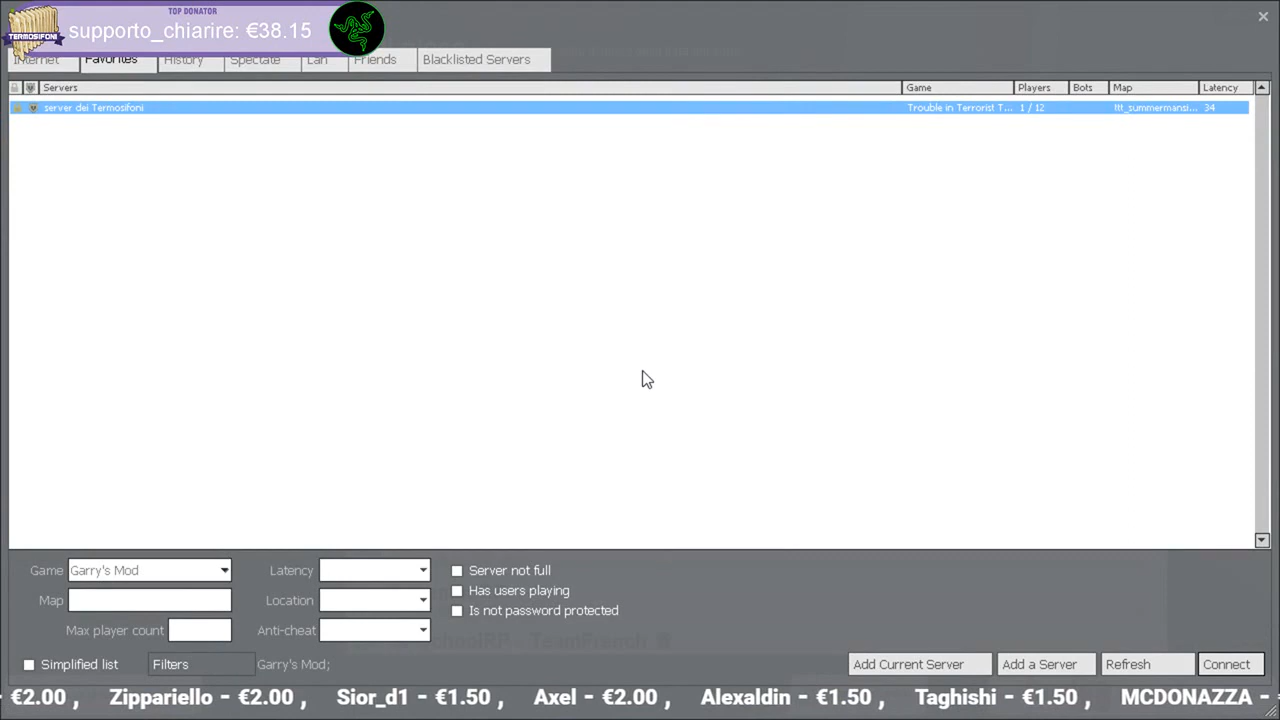 TOP DONATOR
TERMOSIFONI
supporto_chiarire: €38.15
Internet Favorites History Spectate Lan Friends Blacklisted Servers
Servers Game Players Bots Map Latency
server dei Termosifoni Trouble in Terrorist T... 1 / 12 ttt_summermansi... 34
Game Garry's Mod Latency Server not full
Map Location Has users playing
Max player count Anti-cheat Is not password protected
SchoolRP - TeamFrench
Simplified list Filters Garry's Mod; Add Current Server Add a Server Refresh Connect
- €2.00 , Zippariello - €2.00 , Sior_d1 - €1.50 , Axel - €2.00 , Alexaldin - €1.50 , Taghishi - €1.50 , MCDONAZZA -